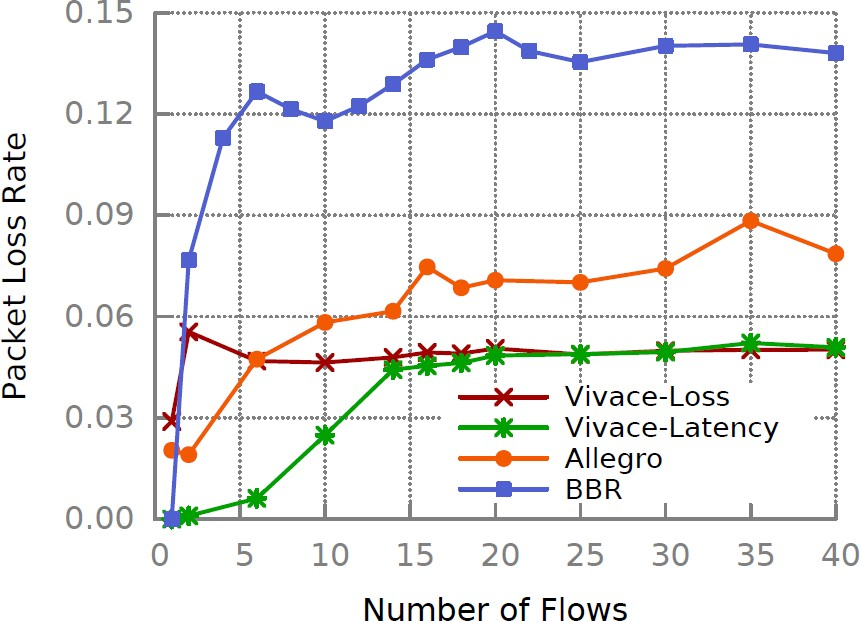 0.15
0.12
0.09
0.06
0.03
0.00
Packet Loss Rate
Vivace-Loss
Vivace-Latency
Allegro
BBR
0 5 10 15 20 25 30 35 40
Number of Flows